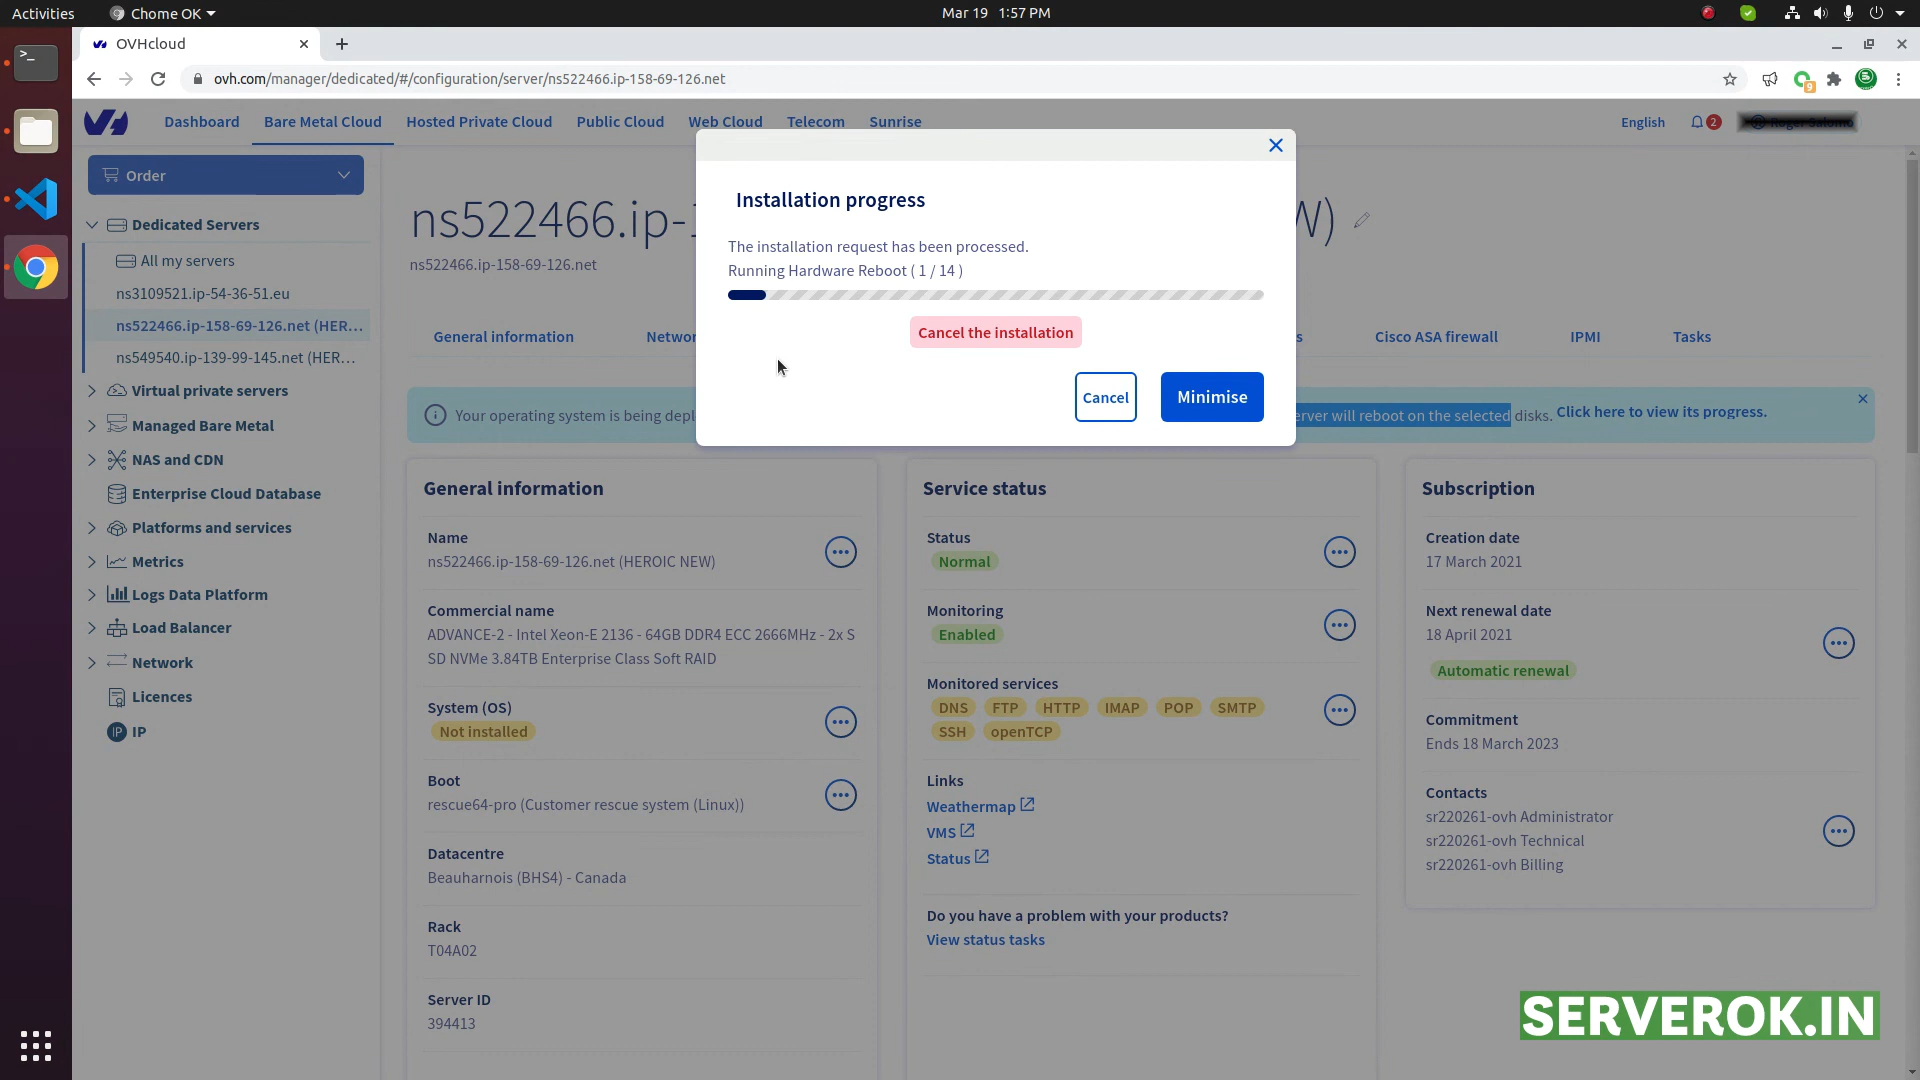 Activities
Chome OK
Mar 19 1:57 PM
OVHcloud
ovh.com/manager/dedicated/#/configuration/server/ns522466.ip-158-69-126.net
9
Dashboard
Bare Metal Cloud
Hosted Private Cloud
Public Cloud
Web Cloud
Telecom
Sunrise
English
2
Order
Dedicated Servers
All my servers
ns3109521.ip-54-36-51.eu
ns522466.ip-158-69-126.net (HER...
ns549540.ip-139-99-145.net (HER...
Virtual private servers
Managed Bare Metal
NAS and CDN
Enterprise Cloud Database
Platforms and services
Metrics
Logs Data Platform
Load Balancer
Network
Licences
IP IP
ns522466.ip-
W)
ns522466.ip-158-69-126.net
General information
Networ
s
Cisco ASA firewall
IPMI
Tasks
Installation progress
The installation request has been processed.
Running Hardware Reboot ( 1 / 14 )
Cancel the installation
Cancel
Minimise
Your operating system is being depl
erver will reboot on the selected disks. Click here to view its progress.
General information
Name
ns522466.ip-158-69-126.net (HEROIC NEW)
Commercial name
ADVANCE-2 - Intel Xeon-E 2136 - 64GB DDR4 ECC 2666MHz - 2x S
SD NVMe 3.84TB Enterprise Class Soft RAID
System (OS)
Not installed
Boot
rescue64-pro (Customer rescue system (Linux))
Datacentre
Beauharnois (BHS4) - Canada
Rack
T04A02
Server ID
394413
Service status
Status
Normal
Monitoring
Enabled
Monitored services
DNS FTP HTTP IMAP POP SMTP
SSH openTCP
Links
Weathermap
VMS
Status
Do you have a problem with your products?
View status tasks
Subscription
Creation date
17 March 2021
Next renewal date
18 April 2021
Automatic renewal
Commitment
Ends 18 March 2023
Contacts
sr220261-ovh Administrator
sr220261-ovh Technical
sr220261-ovh Billing
SERVEROK.IN